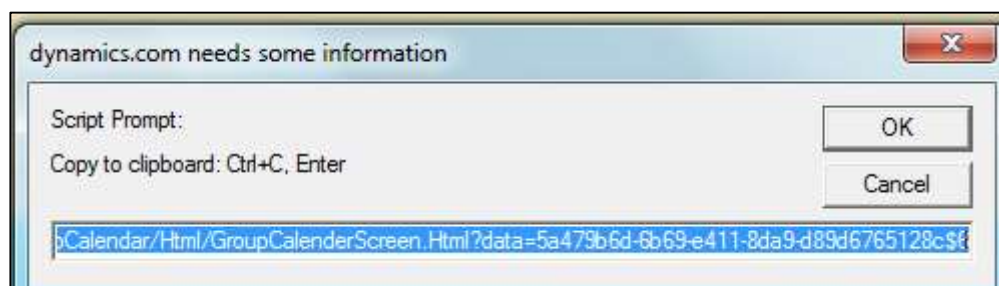 dynamics.com needs some information
Script Prompt:
OK
Copy to clipboard: Ctrl+C, Enter
Cancel
pCalendar/Html/GroupCalenderScreen.Html?data=5a479b6d-6b69-e411-8da9-d89d6765128c$